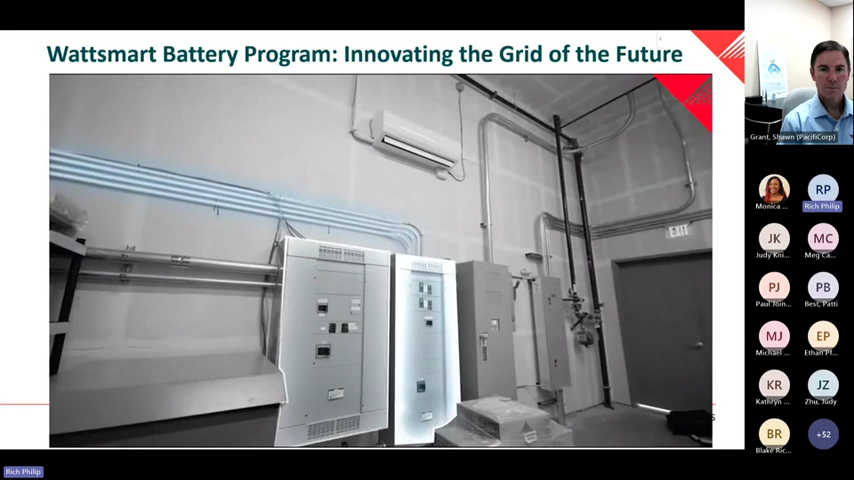 Wattsmart Battery Program: Innovating the Grid of the Future
EXIT
Grant, Shawn (PacifiCorp)
Monica ...
RP
Rich Philip
JK
Judy Kni...
MC
Meg Ca...
PJ
Paul Join...
PB
Best, Patti
MJ
Michael ...
EP
Ethan Pl...
KR
Kathryn ...
JZ
Zhu, Judy
BR
Blake Ric...
+52
s
Rich Philip